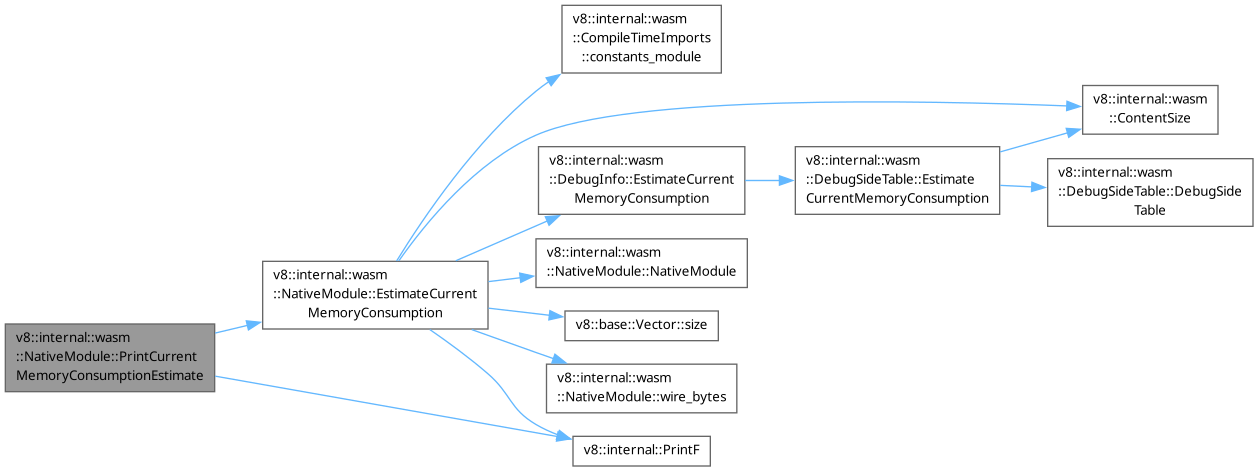 v8::internal::wasm
::CompileTimeImports
::constants_module
v8::internal::wasm
::ContentSize
v8::internal::wasm
::DebugInfo::EstimateCurrent
MemoryConsumption
v8::internal::wasm
::DebugSideTable::Estimate
CurrentMemoryConsumption
v8::internal::wasm
::DebugSideTable::DebugSide
Table
v8::internal::wasm
::NativeModule::NativeModule
v8::internal::wasm
::NativeModule::EstimateCurrent
MemoryConsumption
v8::base::Vector::size
v8::internal::wasm
::NativeModule::PrintCurrent
MemoryConsumptionEstimate
v8::internal::wasm
::NativeModule::wire_bytes
v8::internal::PrintF